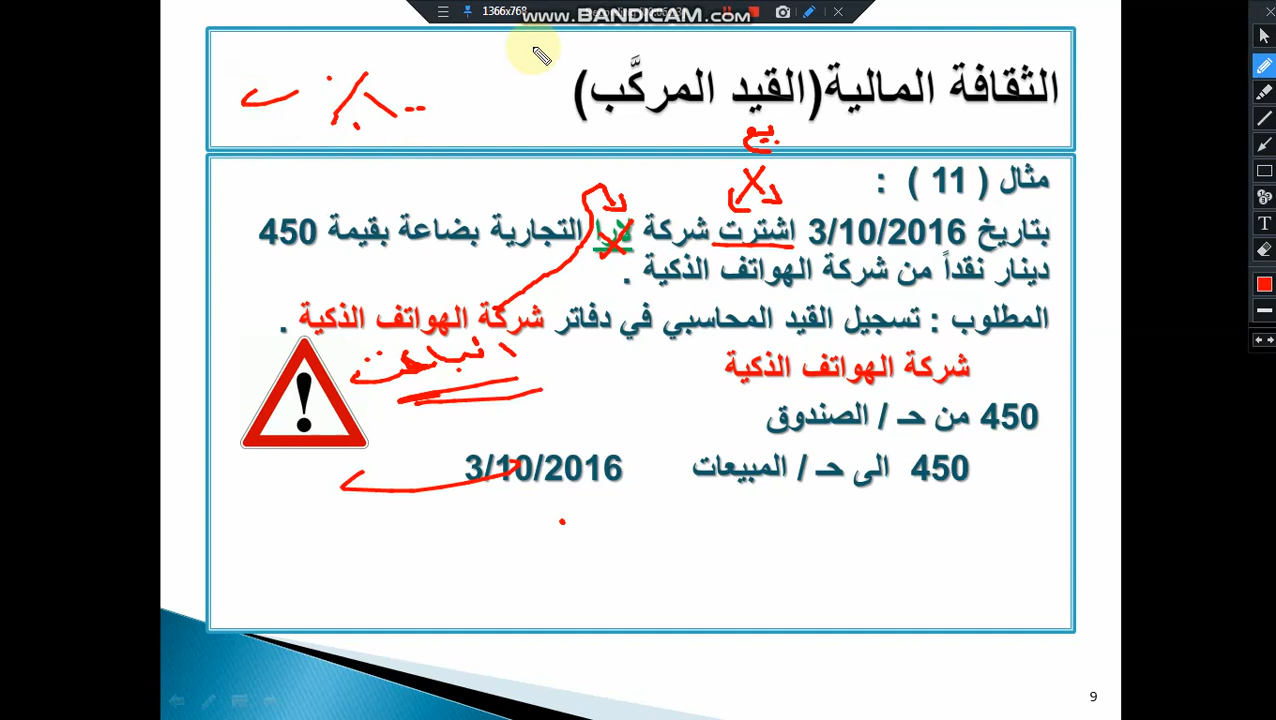 1366x768
WWW.BANDICAM.COM
الثقافة المالية(القيد المركَّب)
بيع
مثال ( 11 ) :
بتاريخ 3/10/2016 اشترت شركة لارا التجارية بضاعة بقيمة 450
دينار نقداً من شركة الهواتف الذكية .
المطلوب : تسجيل القيد المحاسبي في دفاتر شركة الهواتف الذكية .
شركة الهواتف الذكية
450 من حـ / الصندوق
450 الى حـ / المبيعات 3/10/2016
9